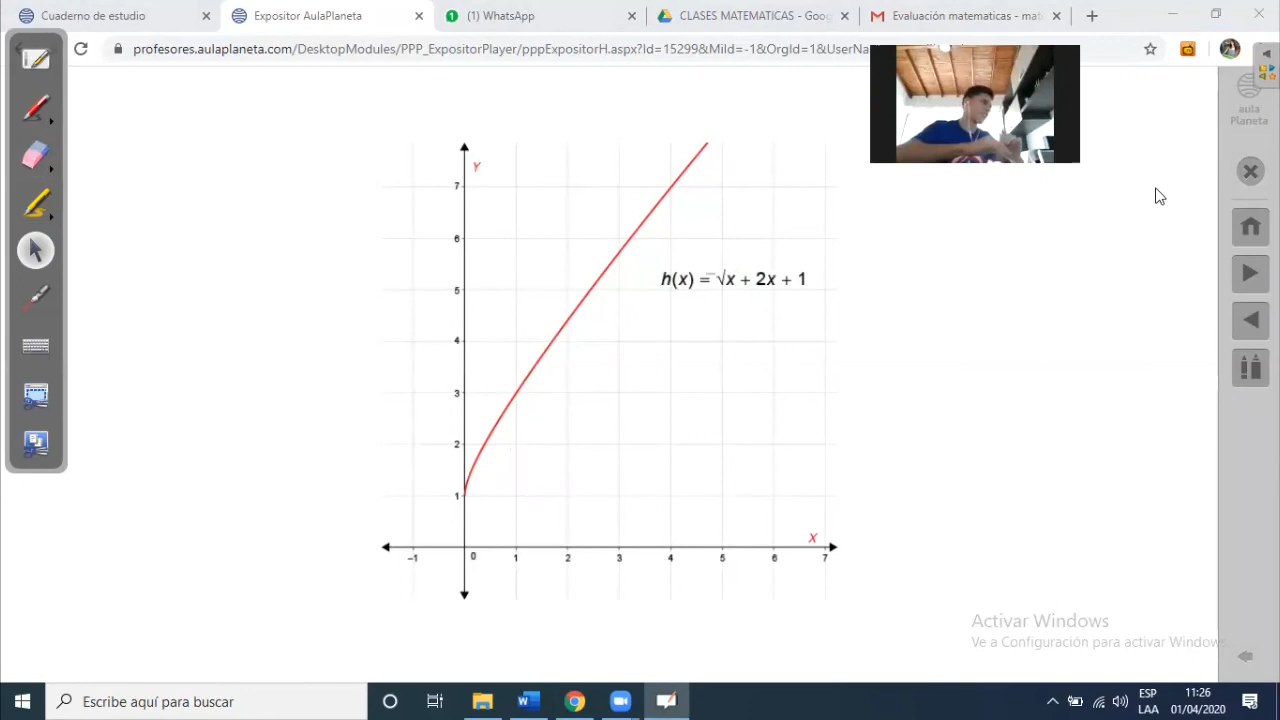 Cuaderno de estudio
Expositor AulaPlaneta
(1) WhatsApp
CLASES MATEMATICAS - Goo
Evaluación matematicas - mat
profesores.aulaplaneta.com/DesktopModules/PPP_ExpositorPlayer/pppExpositorH.aspx?Id=15299&Mild=-1&OrgId=1&UserNa
aula
Planeta
Y
7
6
5
4
3
2
1
h(x) = √x + 2x + 1
X
-1 0 1 2 3 4 5 6 7
Activar Windows
Ve a Configuración para activar Windows
Escribe aquí para buscar
ESP
LAA
11:26
01/04/2020